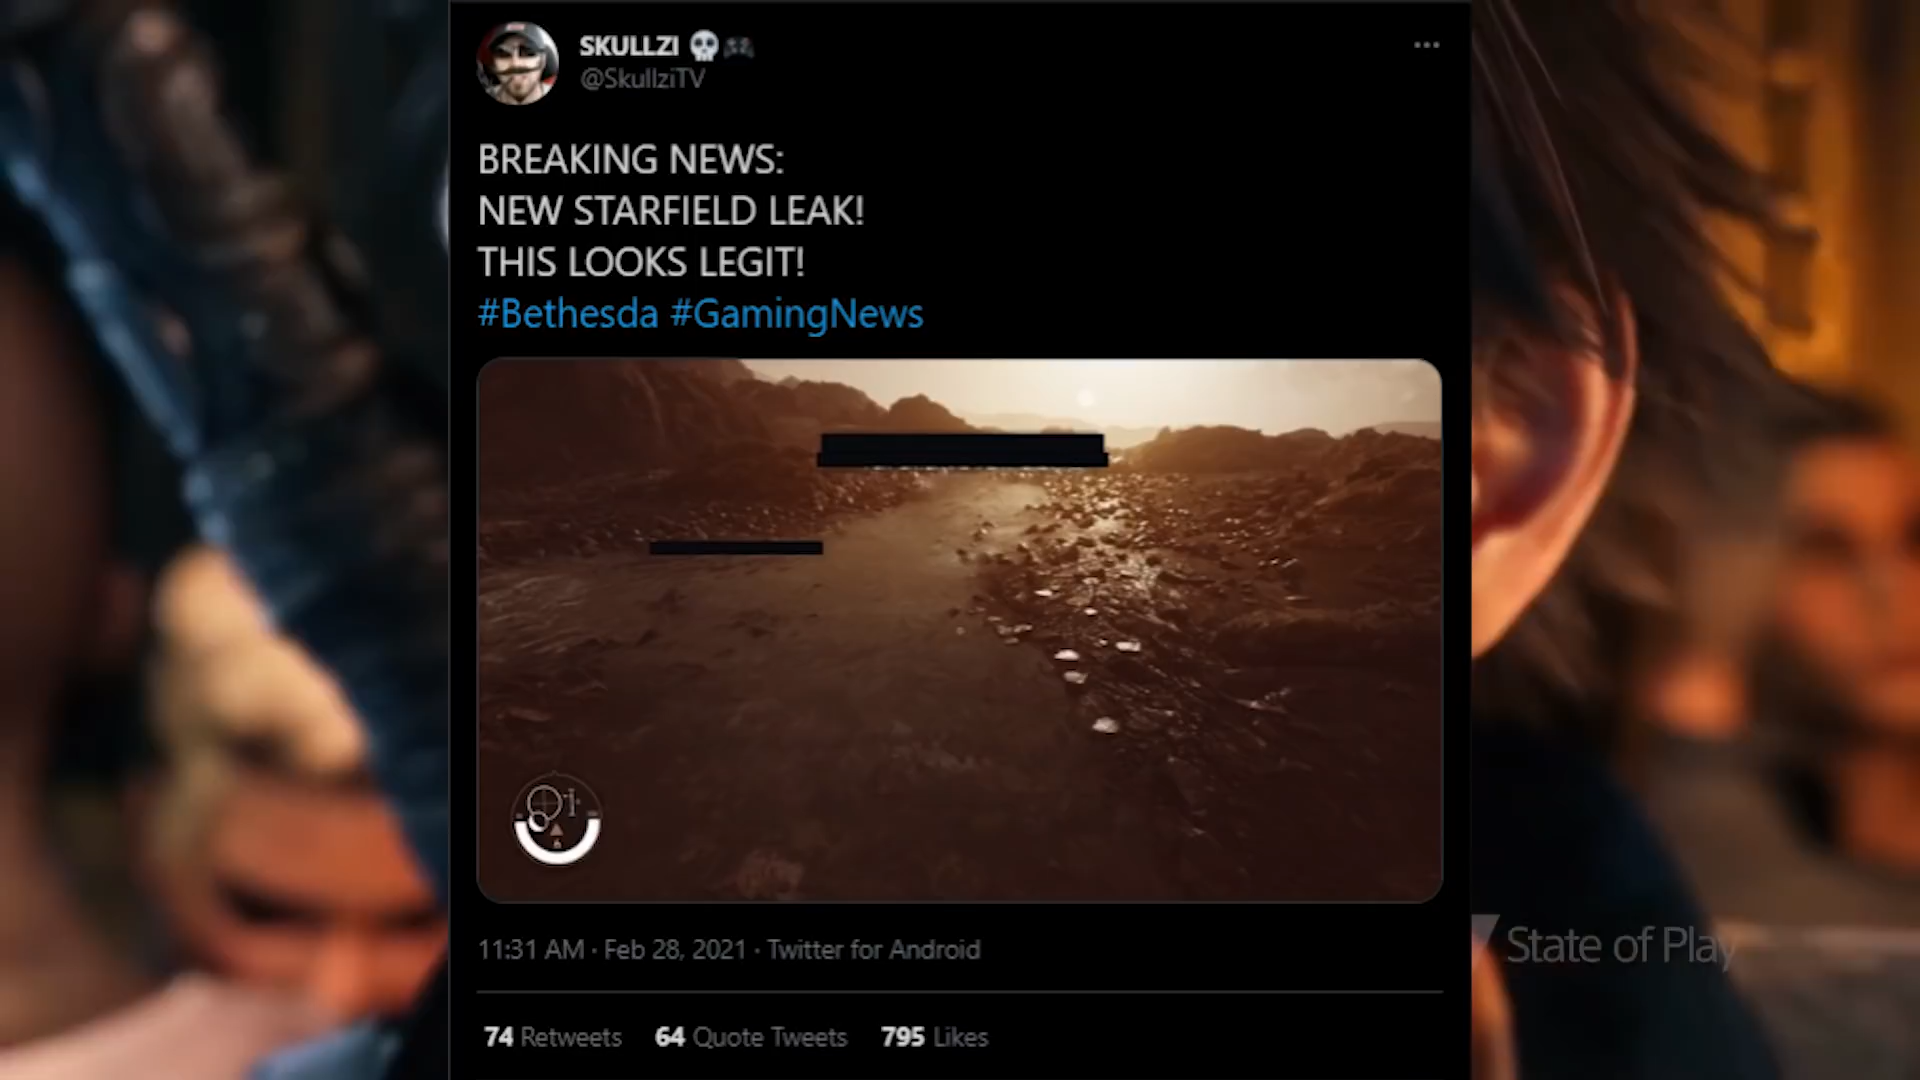 SKULLZI
@SkullziTV
BREAKING NEWS:
NEW STARFIELD LEAK!
THIS LOOKS LEGIT!
#Bethesda #GamingNews
11:31 AM · Feb 28, 2021 · Twitter for Android
State of Play
74 Retweets 64 Quote Tweets 795 Likes